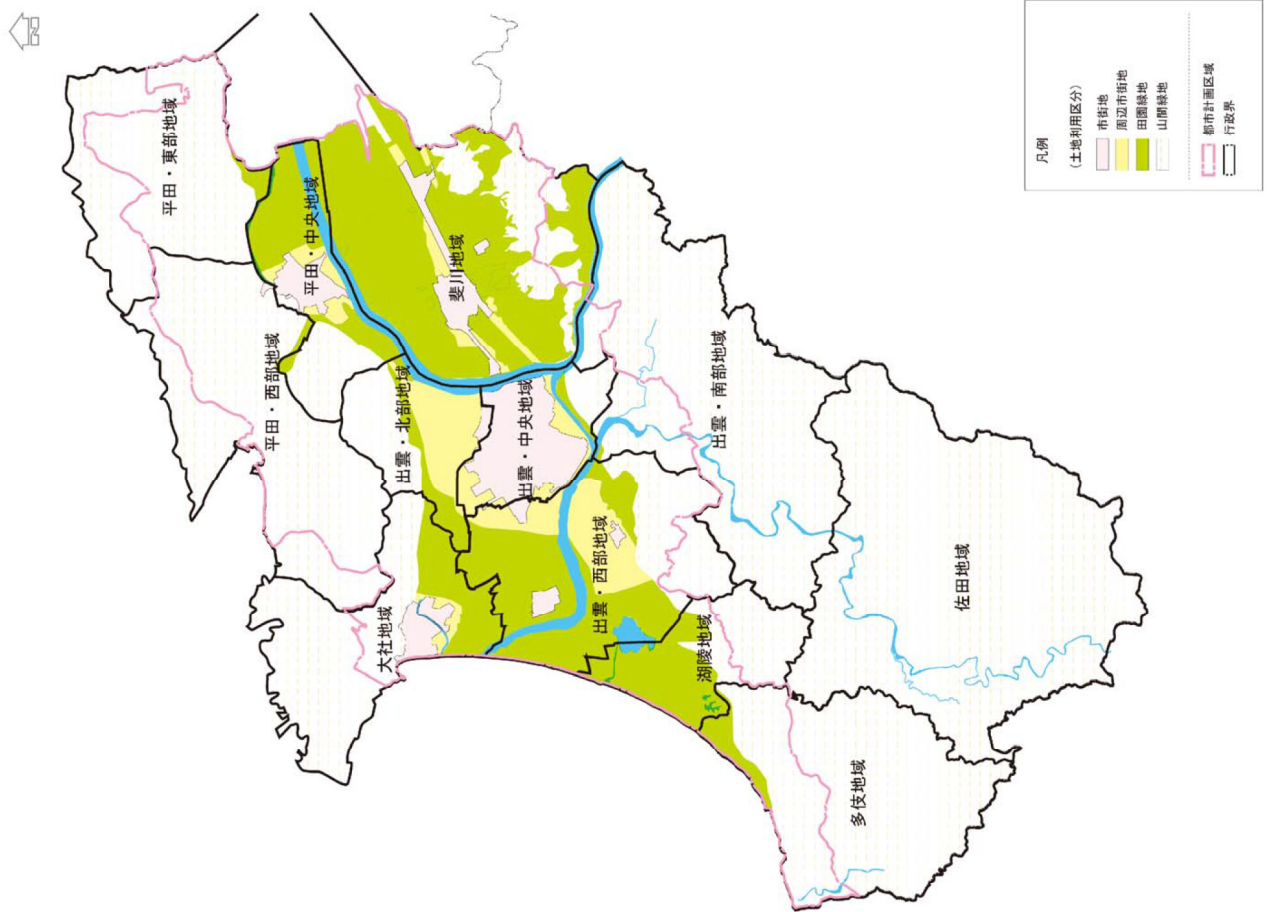 N
平田・東部地域
平田・中央地域
平田・西部地域
斐川地域
出雲・北部地域
出雲・中央地域
出雲・南部地域
大社地域
出雲・西部地域
湖陵地域
佐田地域
多伎地域
凡例
(土地利用区分)
市街地
周辺市街地
田園緑地
山間緑地
都市計画区域
行政界